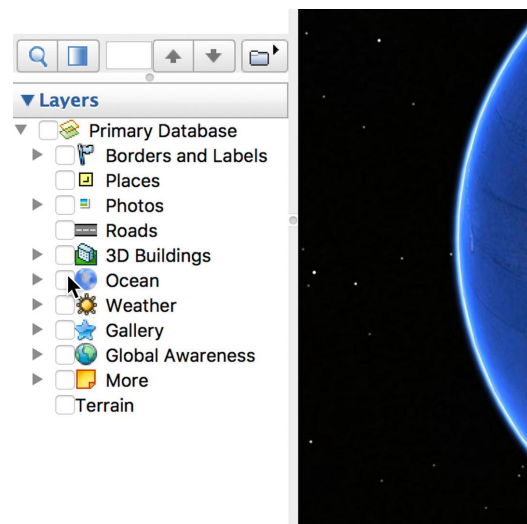 Layers
Primary Database
Borders and Labels
Places
Photos
Roads
3D Buildings
Ocean
Weather
Gallery
Global Awareness
More
Terrain